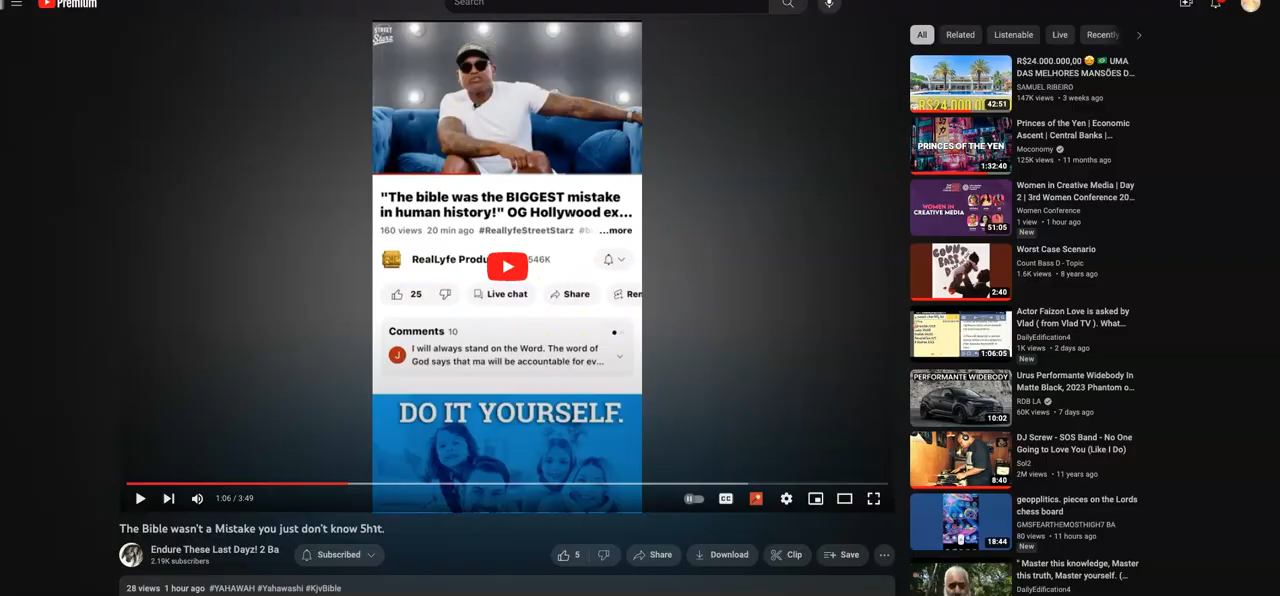 Premium
Search
STREET
Starz
"The bible was the BIGGEST mistake
in human history!" OG Hollywood ex...
160 views 20 min ago #ReallyfeStreetStarz ...more
RealLyfe Produ 546K
25 Live chat Share Ren
Comments 10
J
I will always stand on the Word. The word of
God says that ma will be accountable for ev...
DO IT YOURSELF.
1:06 / 3:49
CC
The Bible wasn't a Mistake you just don't know 5h1t.
Endure These Last Dayz! 2 Ba
2.19K subscribers
Subscribed
5
Share
Download
Clip
Save
28 views 1 hour ago #YAHAWAH #Yahawashi #KjvBible
All
Related
Listenable
Live
Recently
R$24.000.000,00 UMA
DAS MELHORES MANSÕES D...
SAMUEL RIBEIRO
147K views • 3 weeks ago
R$24.000.0
42:51
Princes of the Yen | Economic
Ascent | Central Banks |...
Moconomy
125K views • 11 months ago
PRINCES OF THE YEN
1:32:40
Women in Creative Media | Day
2 | 3rd Women Conference 20...
Women Conference
1 view • 1 hour ago
New
WOMEN IN
CREATIVE MEDIA
51:05
Worst Case Scenario
Count Bass D - Topic
1.6K views • 8 years ago
COUNT
BASS D
2:40
Actor Faizon Love is asked by
Vlad ( from Vlad TV ). What...
DailyEdification4
1K views • 2 days ago
New
1:06:05
Urus Performante Widebody In
Matte Black, 2023 Phantom o...
RDB LA
60K views • 7 days ago
PERFORMANTE WIDEBODY
10:02
DJ Screw - SOS Band - No One
Going to Love You (Like I Do)
Sol2
2M views • 11 years ago
8:40
geopplitics. pieces on the Lords
chess board
GMSFEARTHEMOSTHIGH7 BA
80 views • 11 hours ago
New
18:44
" Master this knowledge, Master
this truth, Master yourself. (...
DailyEdification4